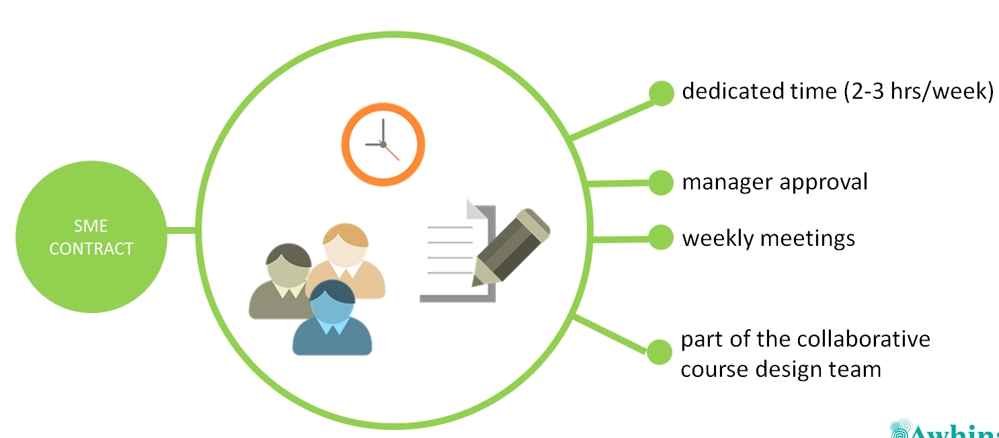 SME
CONTRACT
dedicated time (2-3 hrs/week)
manager approval
weekly meetings
part of the collaborative
course design team